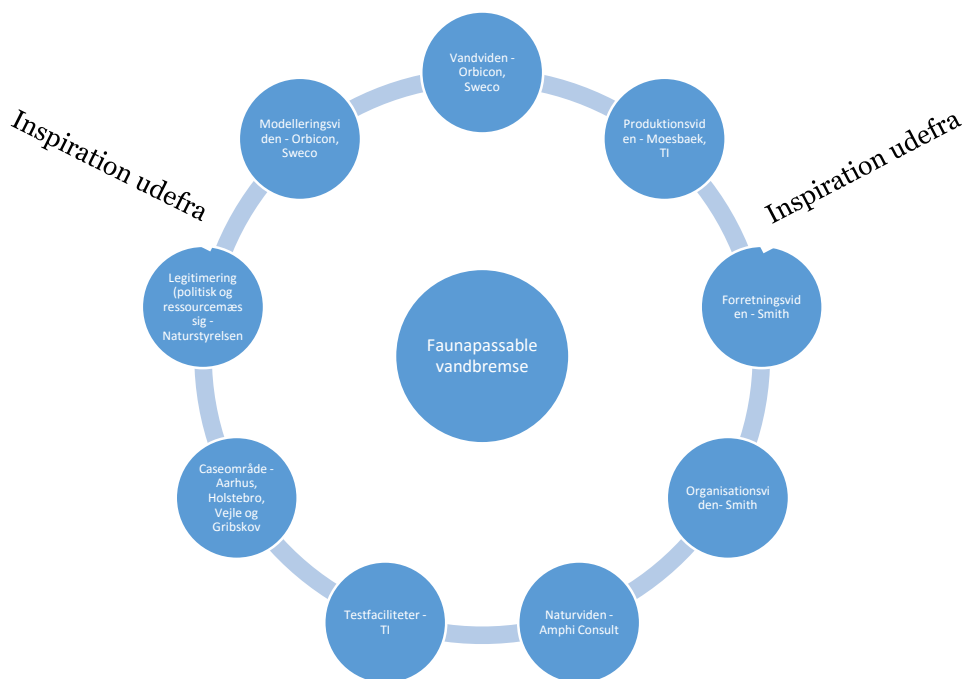 Vandviden -
Orbicon,
Sweco
Inspiration udefra
Modelleringsvi
den - Orbicon,
Sweco
Produktionsvid
en - Moesbaek,
TI
Inspiration udefra
Legitimering
(politisk og
ressourcemæs
sig -
Naturstyrelsen
Forretningsvid
en - Smith
Faunapassable
vandbremse
Caseområde -
Aarhus,
Holstebro,
Vejle og
Gribskov
Organisationsvi
den- Smith
Testfaciliteter -
TI
Naturviden -
Amphi Consult